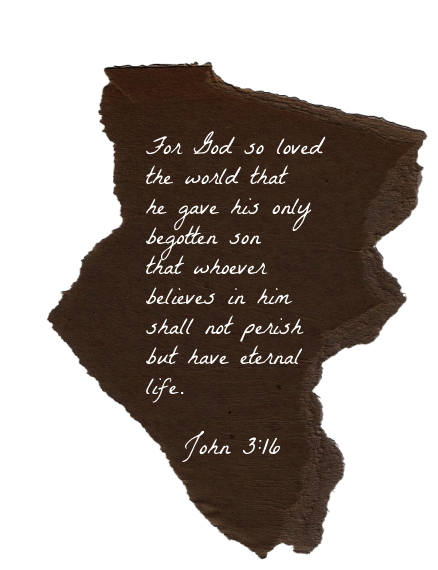 For God so loved
the world that
he gave his only
begotten son
that whoever
believes in him
shall not perish
but have eternal
life.
John 3:16